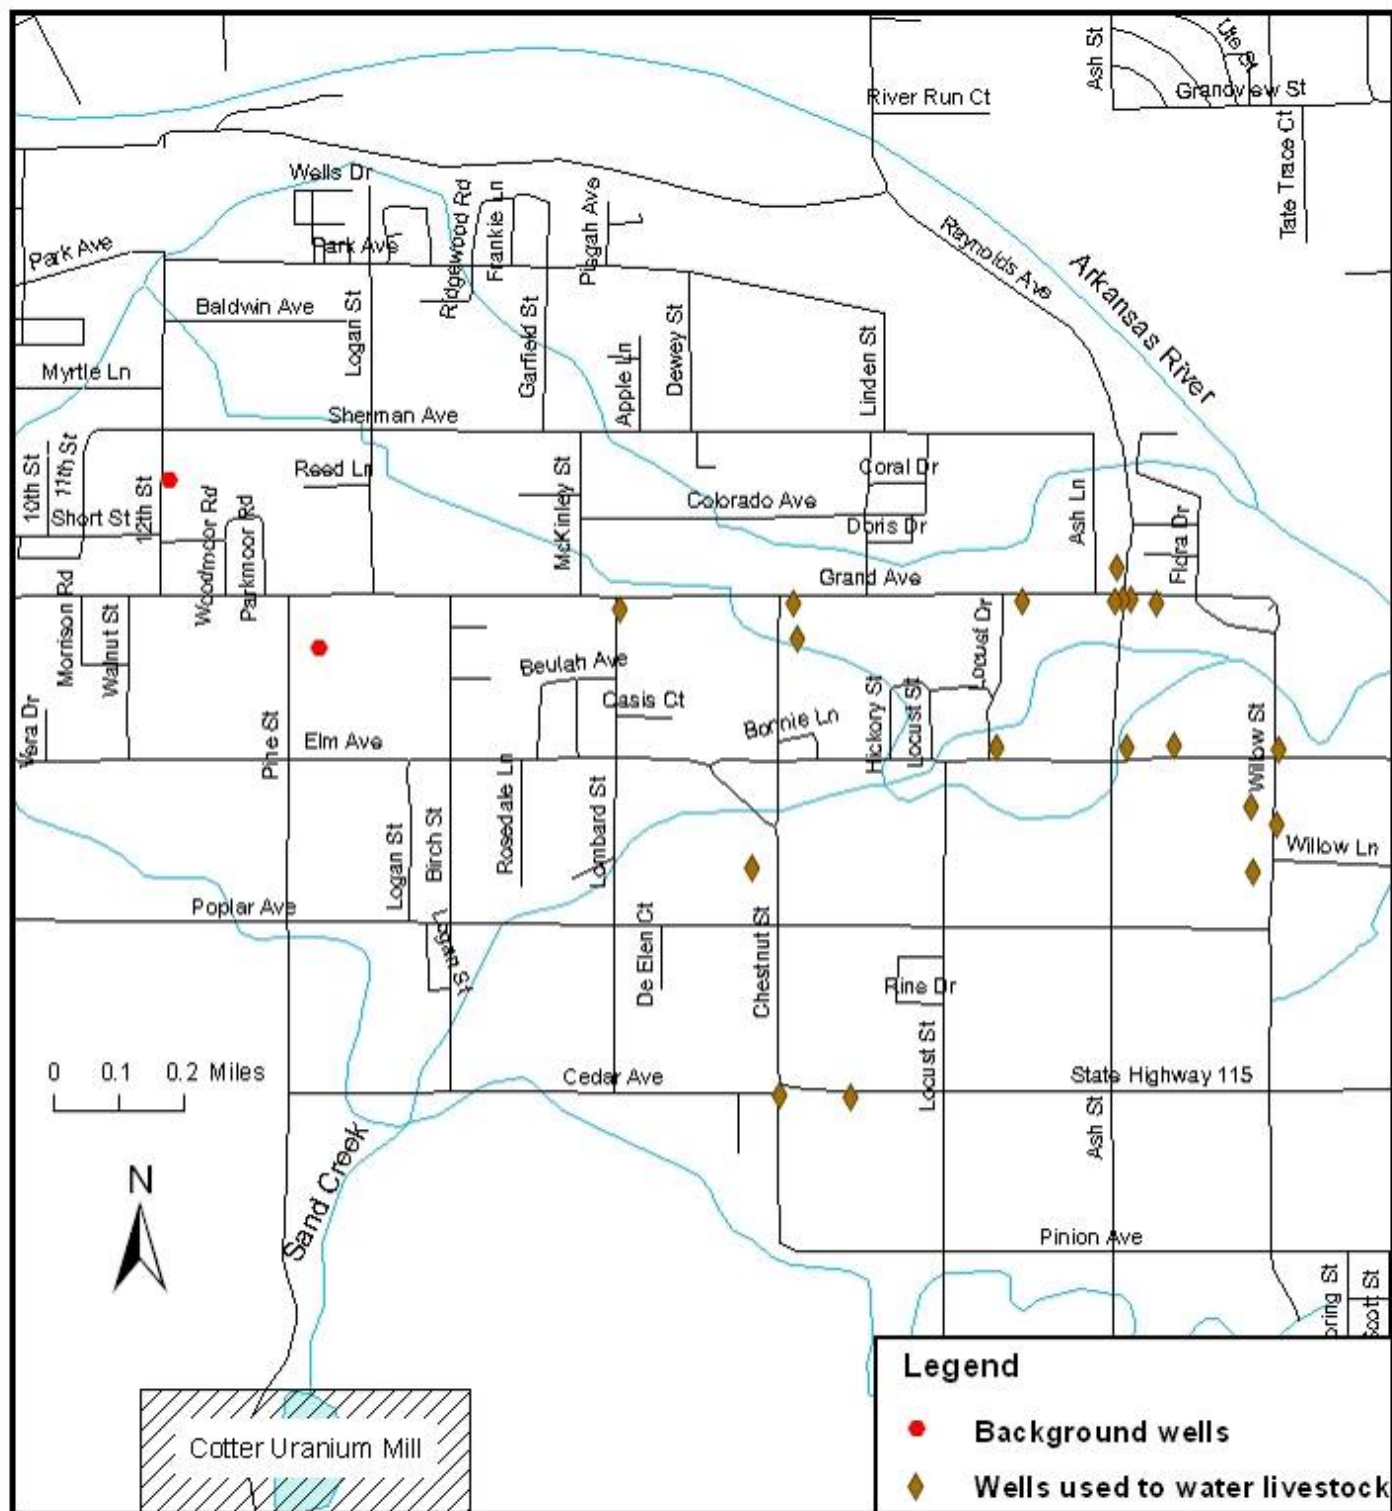 Ute St
Ash St
Grandview St
River Run Ct
Tate Trace Ct
Wells Dr
Ridgewood Rd
Frankie Ln
Pisgah Ave
Park Ave
Park Ave
Raynolds Ave
Arkansas River
Baldwin Ave
Logan St
Garfield St
Apple Ln
Dewey St
Linden St
Myrtle Ln
Sherman Ave
10th St
11th St
Reed Ln
McKinley St
Coral Dr
Colorado Ave
Ash Ln
Short St
12th St
Woodmoor Rd
Parkmoor Rd
Doris Dr
Flora Dr
Grand Ave
Morrison Rd
Walnut St
Locust Dr
Beulah Ave
Casis Ct
Hickory St
Locust St
Bonnie Ln
Vera Dr
Pine St
Elm Ave
Willow St
Rosedale Ln
Lombard St
Logan St
Birch St
Willow Ln
Poplar Ave
Logan St
De Elen Ct
Chestnut St
Rine Dr
Locust St
0 0.1 0.2 Miles
Cedar Ave
State Highway 115
Ash St
N
Sand Creek
Pinion Ave
oring St
Scott St
Cotter Uranium Mill
Legend
Background wells
Wells used to water livestock